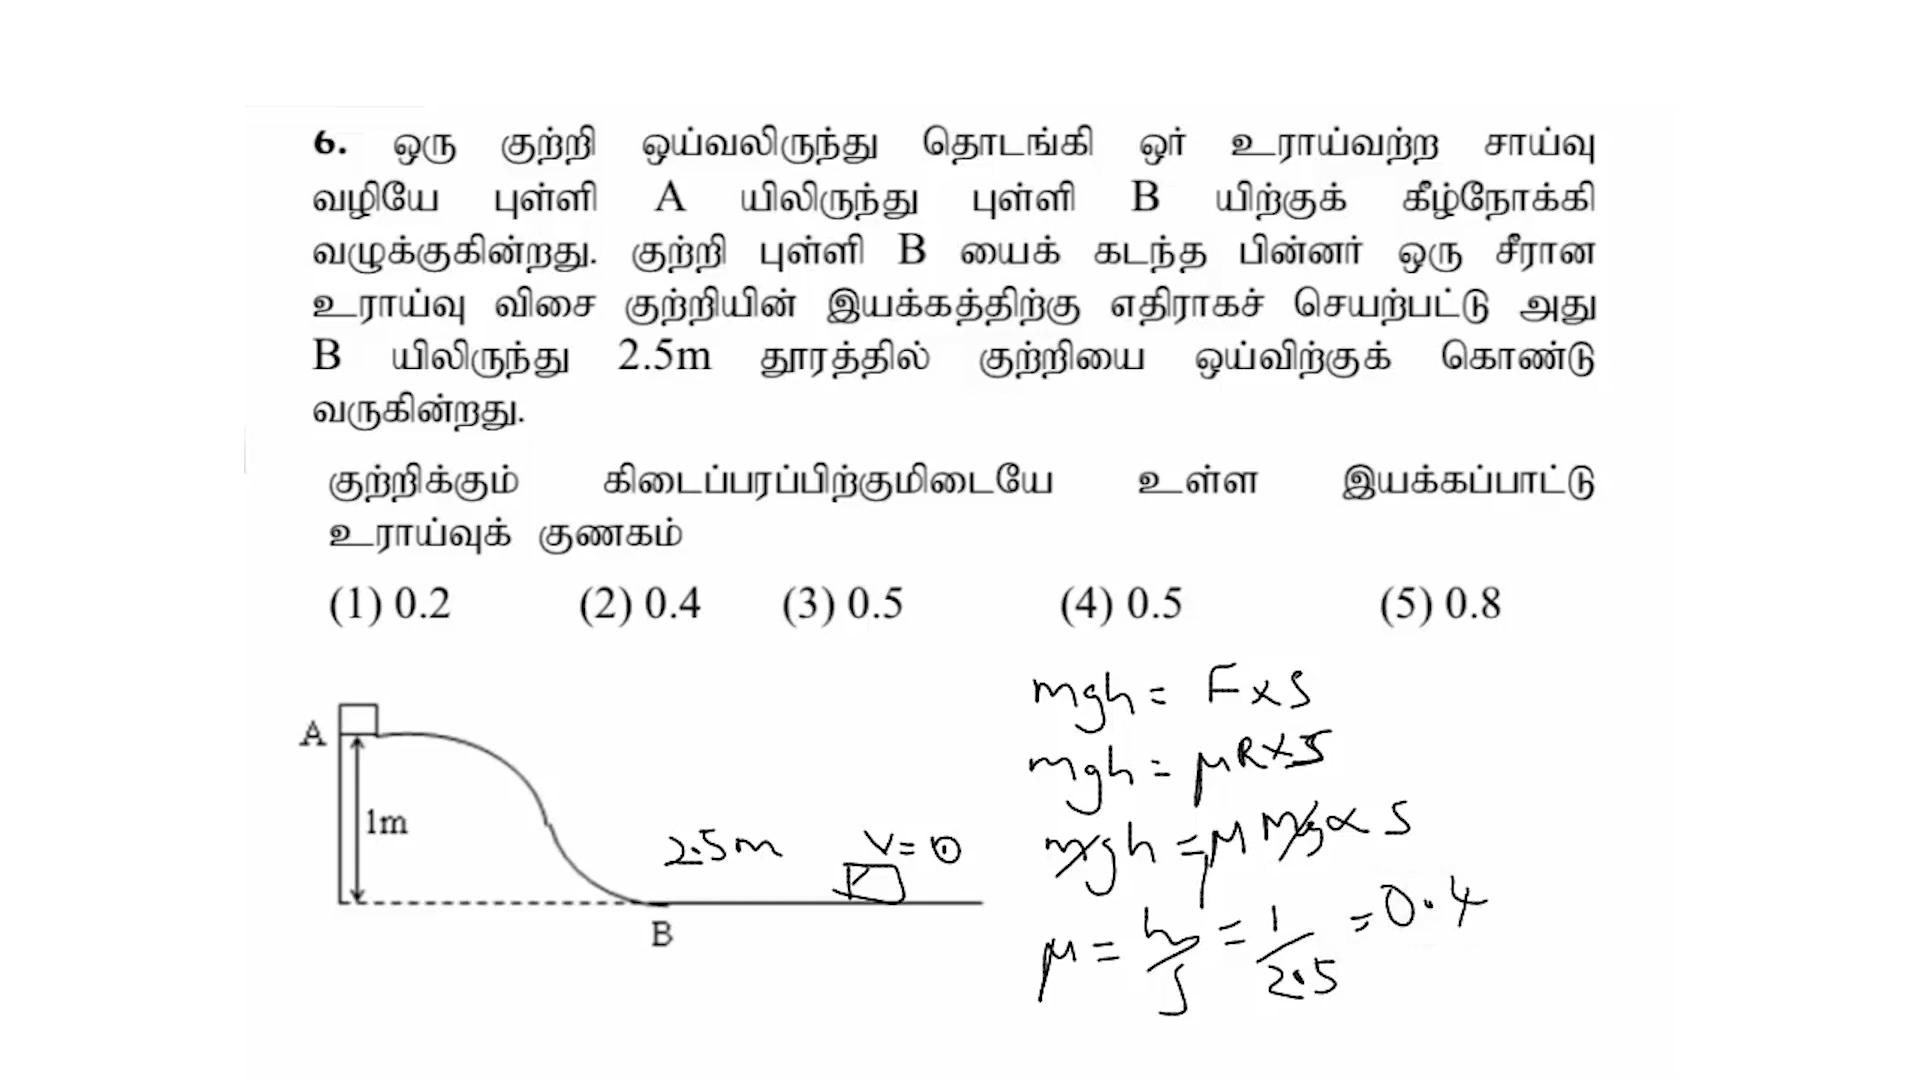 6. ஒரு குற்றி ஒய்வலிருந்து தொடங்கி ஓர் உராய்வற்ற சாய்வு
வழியே புள்ளி A யிலிருந்து புள்ளி B யிற்குக் கீழ்நோக்கி
வழுக்குகின்றது. குற்றி புள்ளி B யைக் கடந்த பின்னர் ஒரு சீரான
உராய்வு விசை குற்றியின் இயக்கத்திற்கு எதிராகச் செயற்பட்டு அது
B யிலிருந்து 2.5m தூரத்தில் குற்றியை ஒய்விற்குக் கொண்டு
வருகின்றது.
குற்றிக்கும் கிடைப்பரப்பிற்குமிடையே உள்ள இயக்கப்பாட்டு
உராய்வுக் குணகம்
(1) 0.2 (2) 0.4 (3) 0.5 (4) 0.5 (5) 0.8
A
1m
2.5m
V=0
B
mgh = F x S
mgh = μR x S
mgh = μ mg x S
μ = h/S = 1/2.5 = 0.4